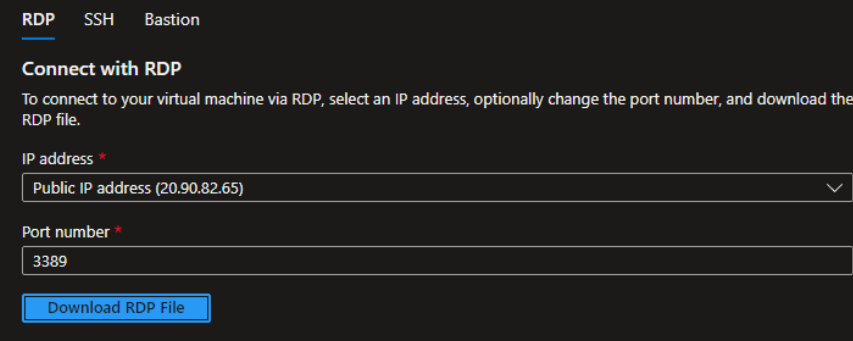 RDP SSH Bastion
Connect with RDP
To connect to your virtual machine via RDP, select an IP address, optionally change the port number, and download the
RDP file.
IP address *
Public IP address (20.90.82.65)
Port number *
3389
Download RDP File